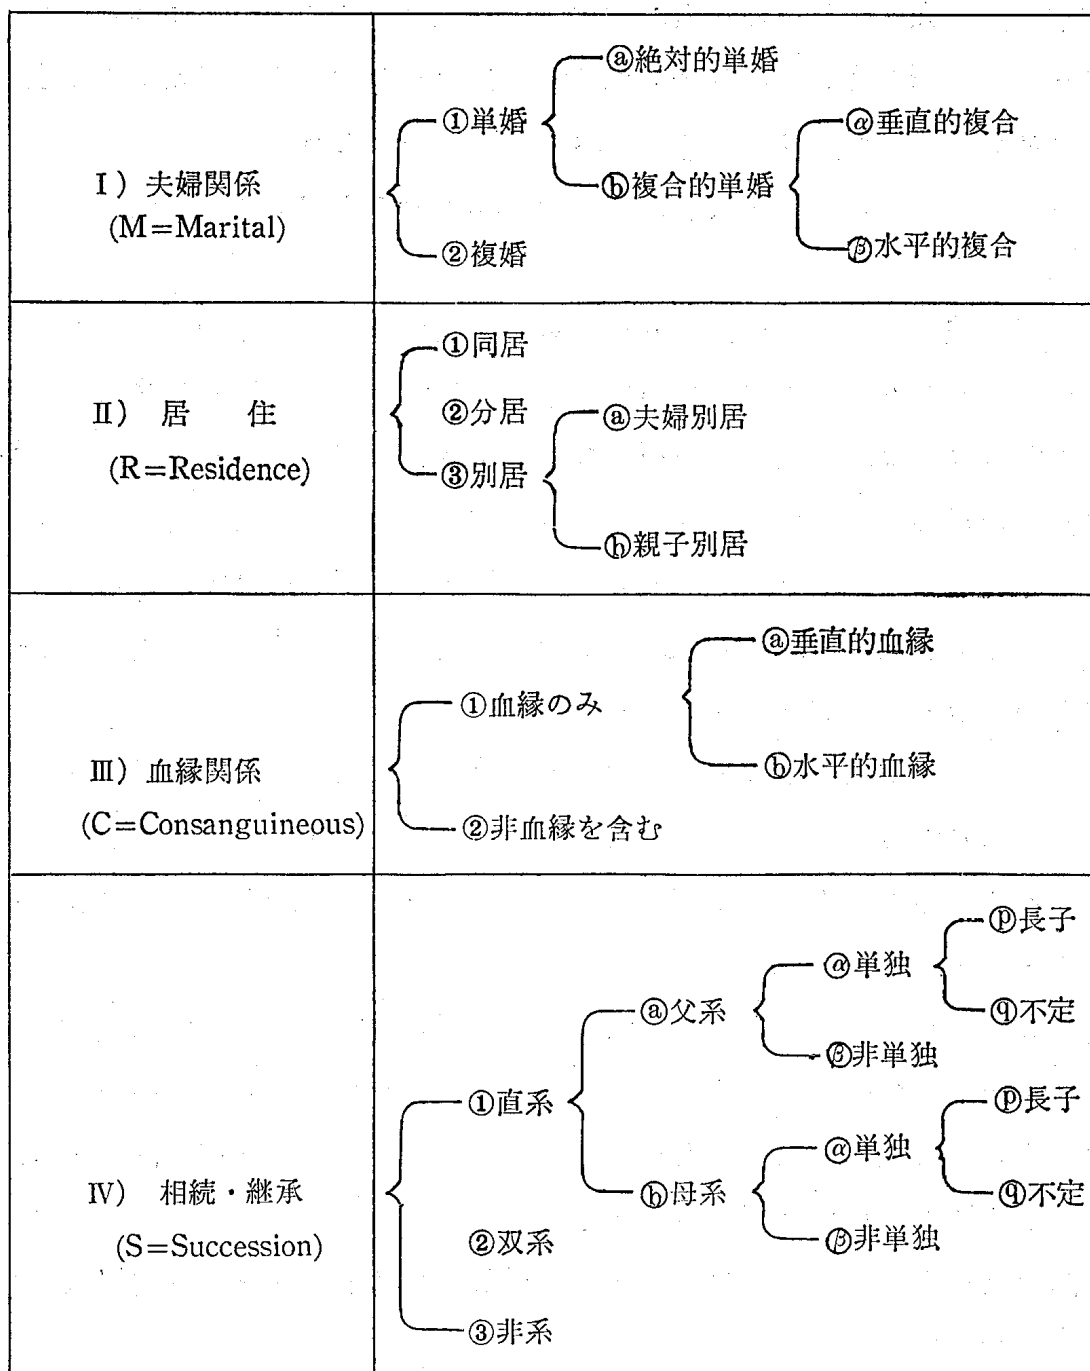 Ⅰ) 夫婦関係
(M=Marital)
①単婚
ⓐ絶対的単婚
ⓑ複合的単婚
ⓐ垂直的複合
ⓑ水平的複合
②複婚
Ⅱ) 居 住
(R=Residence)
①同居
②分居
③別居
ⓐ夫婦別居
ⓑ親子別居
Ⅲ) 血縁関係
(C=Consanguineous)
①血縁のみ
ⓐ垂直的血縁
ⓑ水平的血縁
②非血縁を含む
Ⅳ) 相続・継承
(S=Succession)
①直系
ⓐ父系
α単独
ⓟ長子
ⓠ不定
β非単独
ⓑ母系
α単独
ⓟ長子
ⓠ不定
β非単独
②双系
③非系